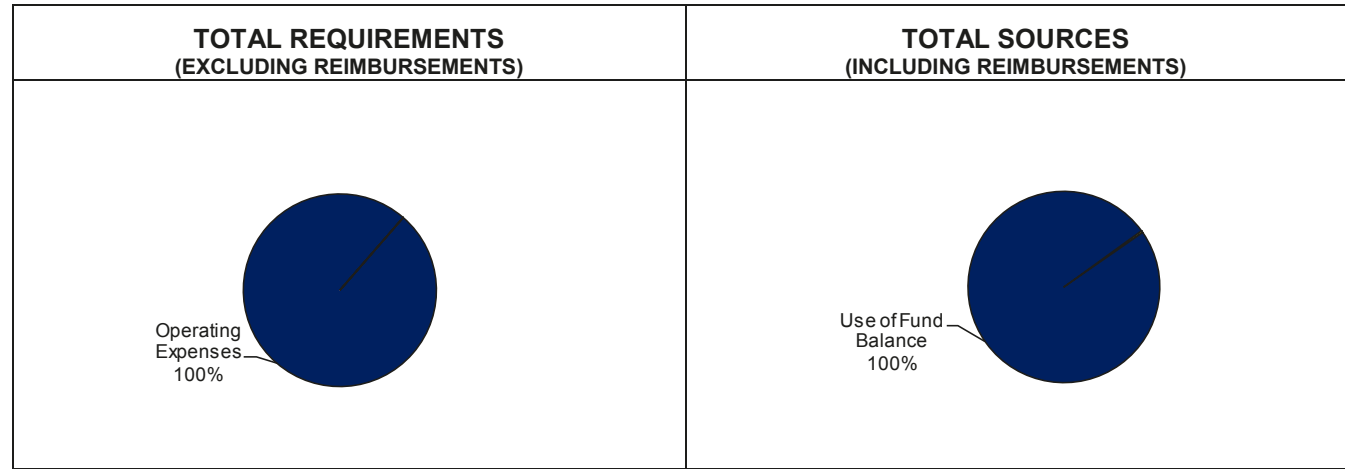 TOTAL REQUIREMENTS
(EXCLUDING REIMBURSEMENTS)
TOTAL SOURCES
(INCLUDING REIMBURSEMENTS)
Operating
Expenses
100%
Use of Fund
Balance
100%